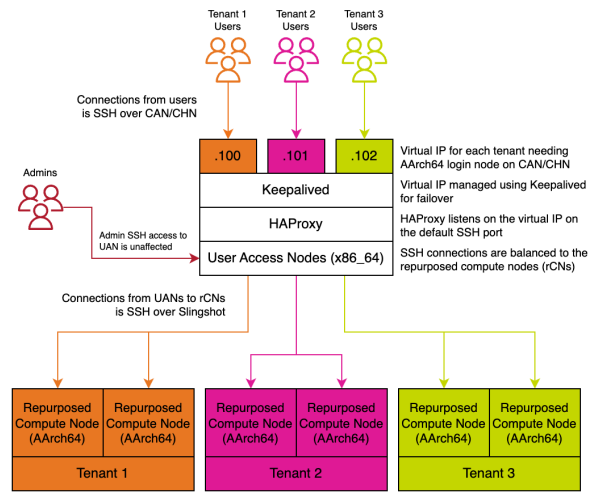 Tenant 1
Users
Tenant 2
Users
Tenant 3
Users
Connections from users
is SSH over CAN/CHN
.100
.101
.102
Virtual IP for each tenant needing
AArch64 login node on CAN/CHN
Admins
Keepalived
Virtual IP managed using Keepalived
for failover
HAProxy
HAProxy listens on the virtual IP on
the default SSH port
Admin SSH access to
UAN is unaffected
User Access Nodes (x86_64)
SSH connections are balanced to the
repurposed compute nodes (rCNs)
Connections from UANs to rCNs
is SSH over Slingshot
Repurposed
Compute Node
(AArch64)
Repurposed
Compute Node
(AArch64)
Tenant 1
Repurposed
Compute Node
(AArch64)
Repurposed
Compute Node
(AArch64)
Tenant 2
Repurposed
Compute Node
(AArch64)
Repurposed
Compute Node
(AArch64)
Tenant 3